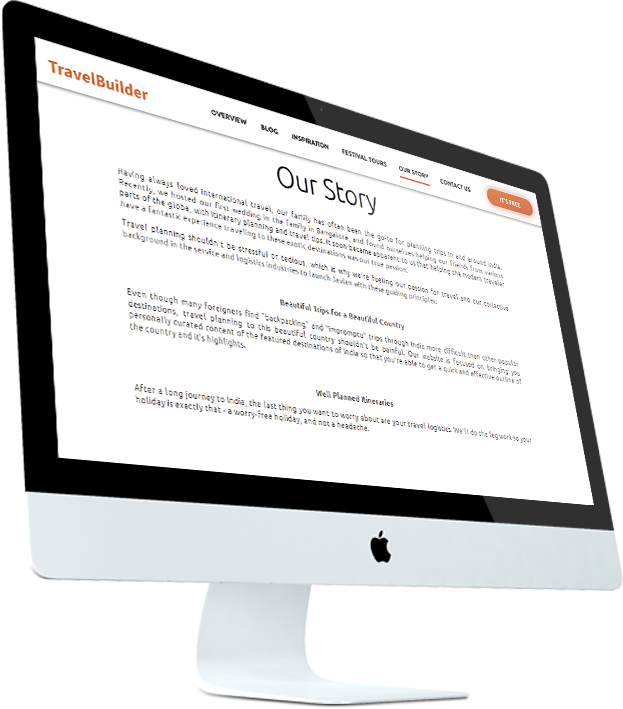 TravelBuilder
OVERVIEW
BLOG
INSPIRATION
FESTIVAL TOURS
OUR STORY
CONTACT US
IT'S FREE
Our Story
Having always loved international travel, our family has often been the go-to for planning trips in and around India.
Recently, we hosted our first wedding in the family in Bangalore, and found ourselves helping our friends from various
parts of the globe, with itinerary planning and travel tips. It soon became apparent to us that helping the modern traveler
have a fantastic experience traveling to these exotic destinations was our true passion.
Travel planning shouldn't be stressful or tedious, which is why we're fueling our passion for travel and our collective
background in the service and logistics industries to launch with these guiding principles:
Beautiful Trips for a Beautiful Country
Even though many foreigners find "backpacking" and "impromptu" trips through India more difficult then other popular
destinations, travel planning to this beautiful country shouldn't be painful. Our website is focused on bringing you
personally curated content of the featured destinations of India so that you're able to get a quick and effective outline of
the country and it's highlights.
Well Planned Itineraries
After a long journey to India, the last thing you want to worry about are your travel logistics. We'll do the leg work so your
holiday is exactly that - a worry-free holiday, and not a headache.